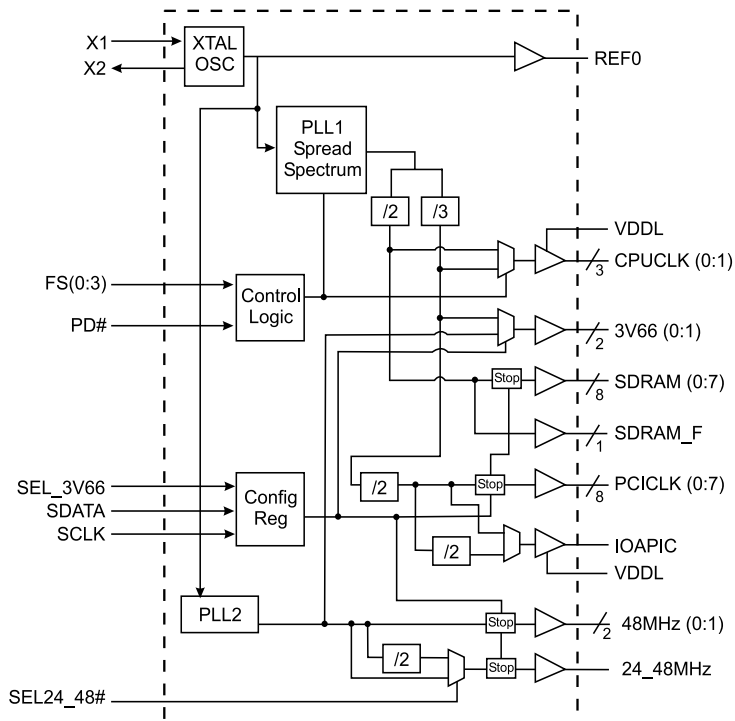 X1
X2
XTAL
OSC
REF0
PLL1
Spread
Spectrum
/2
/3
VDDL
CPUCLK (0:1)
3
FS(0:3)
PD#
Control
Logic
3V66 (0:1)
2
Stop
SDRAM (0:7)
8
SDRAM_F
1
SEL_3V66
SDATA
SCLK
Config
Reg
/2
Stop
PCICLK (0:7)
8
/2
IOAPIC
VDDL
PLL2
Stop
48MHz (0:1)
2
/2
Stop
24_48MHz
SEL24_48#